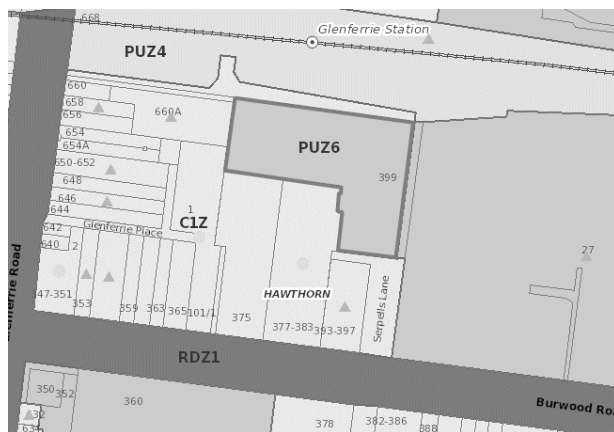 668
Glenferrie Station
PUZ4
660
658
660A
656
654
654A
650-652
648
646
644
642
640
2
1
Glenferrie Place
C1Z
PUZ6
399
27
HAWTHORN
Serpells Lane
347-351
353
359
363
365
101/1
375
377-383
393-397
Glenferrie Road
RDZ1
Burwood Roa
350
352
360
32
634
378
382-386
388